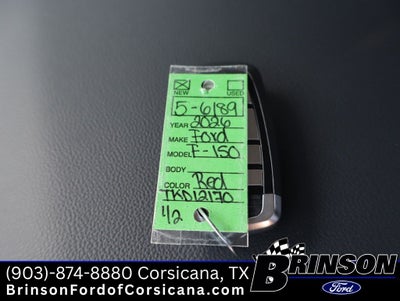 NEW USED
5-6189
YEAR 2026
MAKE Ford
MODEL F-150
BODY
COLOR Red
TKD12170
1/2
(903)-874-8880 Corsicana, TX
BrinsonFordofCorsicana.com
BRINSON
Ford